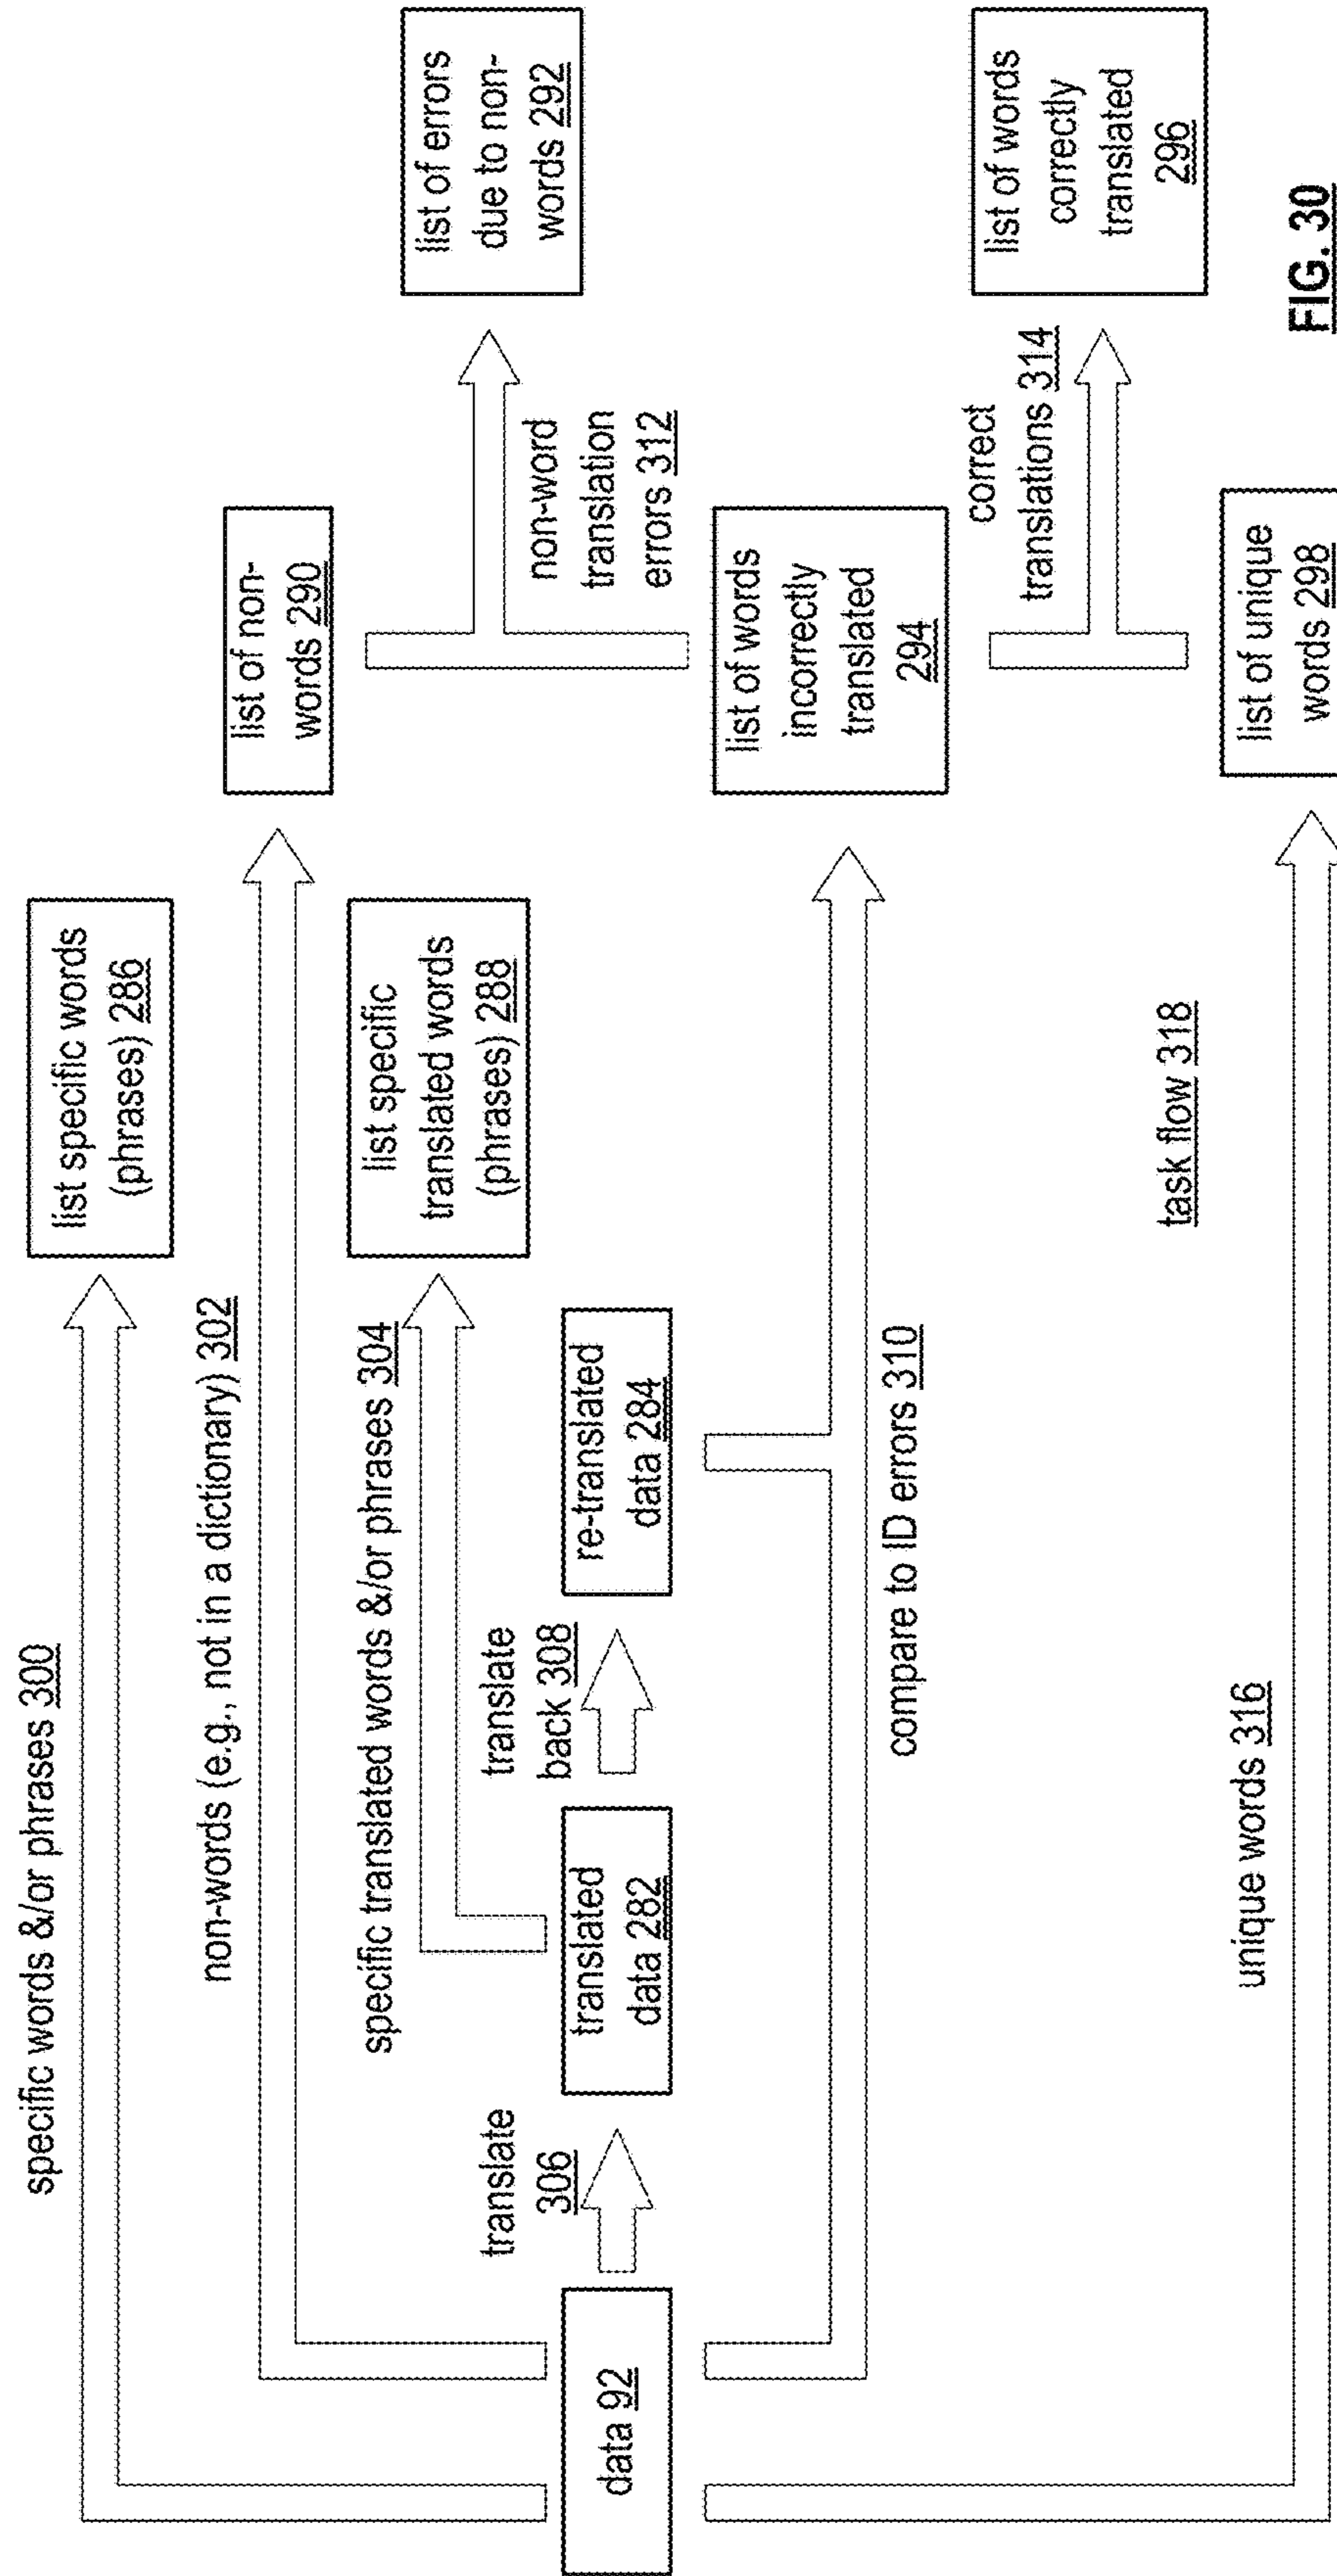 specific words &/or phrases 300
list specific words
(phrases) 286
non-words (e.g., not in a dictionary) 302
list of non-
words 290
specific translated words &/or phrases 304
list specific
translated words
(phrases) 288
list of errors
due to non-
words 292
non-word
translation
errors 312
data 92
translate
306
translated
data 282
translate
back 308
re-translated
data 284
compare to ID errors 310
list of words
incorrectly
translated
294
correct
translations 314
list of words
correctly
translated
296
task flow 318
unique words 316
list of unique
words 298
FIG. 30